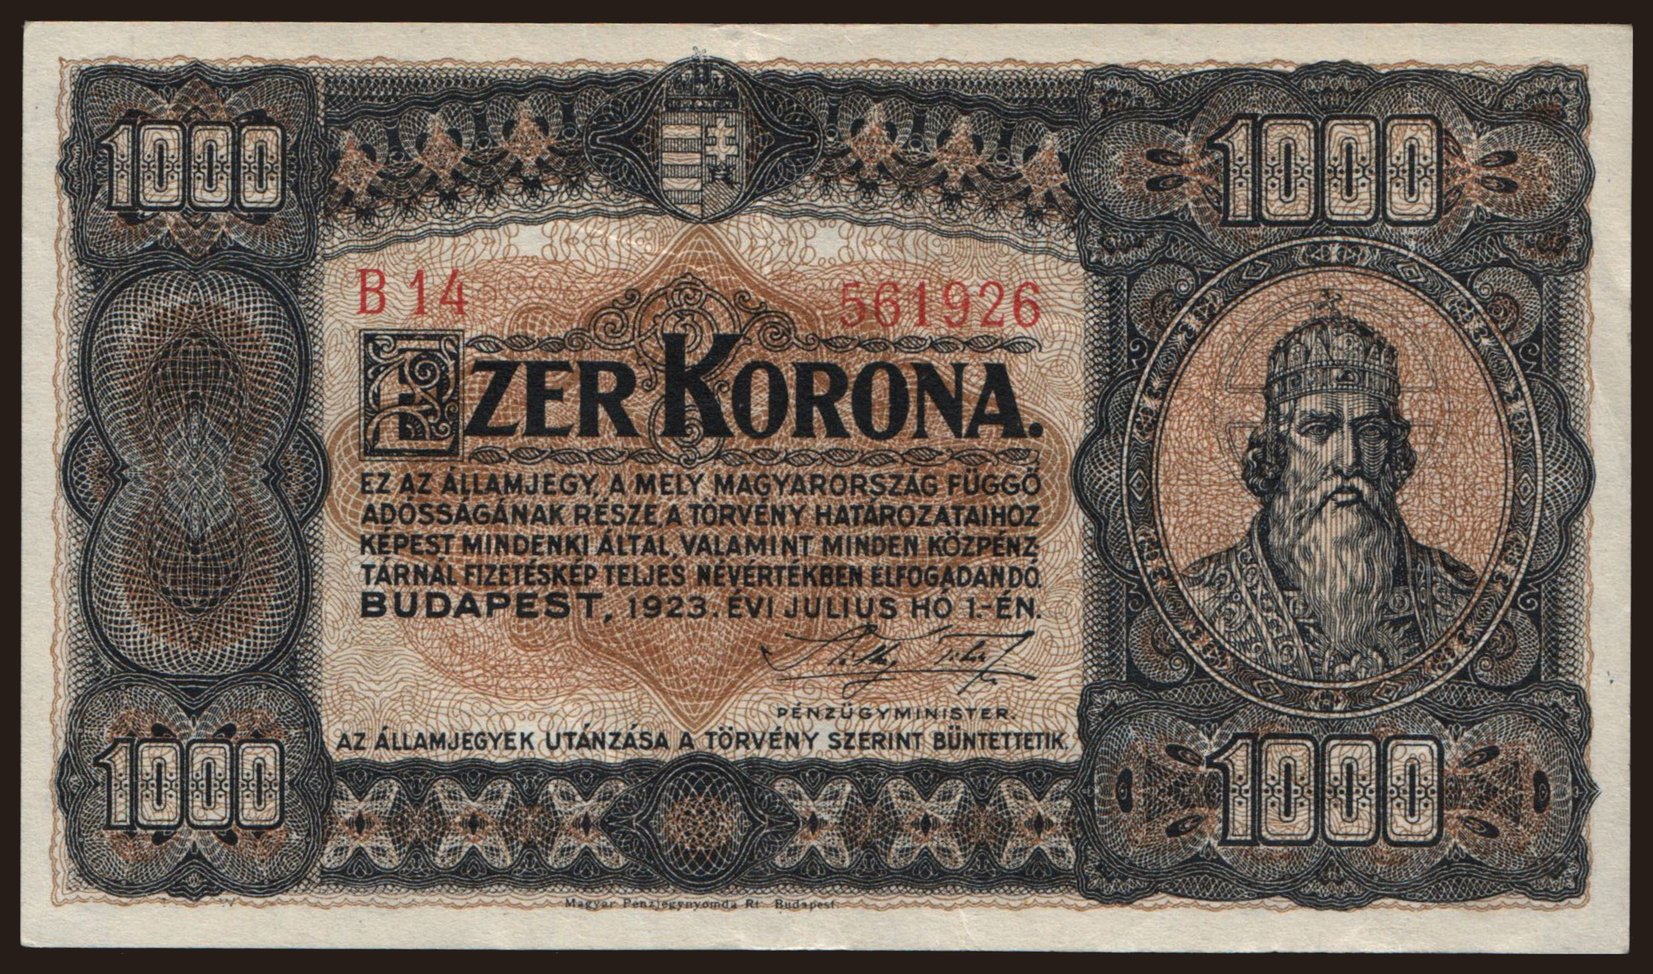 1000
1000
B 14
561926
EZER KORONA.
EZ AZ ÁLLAMJEGY, A MELY MAGYARORSZÁG FÜGGŐ
ADÓSSÁGÁNAK RÉSZE, A TÖRVÉNY HATÁROZATAIHOZ
KÉPEST MINDENKI ÁLTAL, VALAMINT MINDEN KÖZPÉNZ-
TÁRNÁL FIZETÉSKÉP TELJES NÉVÉRTÉKBEN ELFOGADANDÓ.
BUDAPEST, 1923. ÉVI JULIUS HÓ 1.-ÉN.
PÉNZÜGYMINISTER.
AZ ÁLLAMJEGYEK UTÁNZÁSA A TÖRVÉNY SZERINT BÜNTETTETIK.
1000
1000
Magyar Pénzjegynyomda Rt. Budapest.